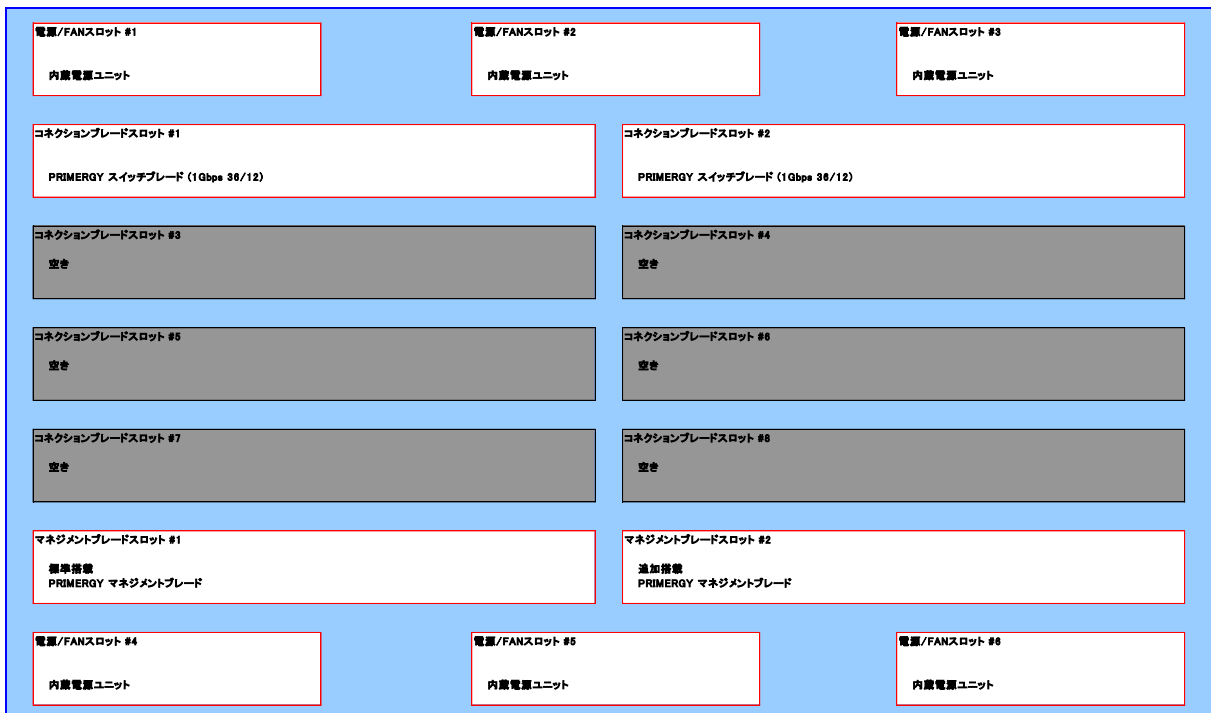 電源/FANスロット #1
内蔵電源ユニット
電源/FANスロット #2
内蔵電源ユニット
電源/FANスロット #3
内蔵電源ユニット
コネクションブレードスロット #1
PRIMERGY スイッチブレード (1Gbps 36/12)
コネクションブレードスロット #2
PRIMERGY スイッチブレード (1Gbps 36/12)
コネクションブレードスロット #3
空き
コネクションブレードスロット #4
空き
コネクションブレードスロット #5
空き
コネクションブレードスロット #6
空き
コネクションブレードスロット #7
空き
コネクションブレードスロット #8
空き
マネジメントブレードスロット #1
標準搭載
PRIMERGY マネジメントブレード
マネジメントブレードスロット #2
追加搭載
PRIMERGY マネジメントブレード
電源/FANスロット #4
内蔵電源ユニット
電源/FANスロット #5
内蔵電源ユニット
電源/FANスロット #6
内蔵電源ユニット